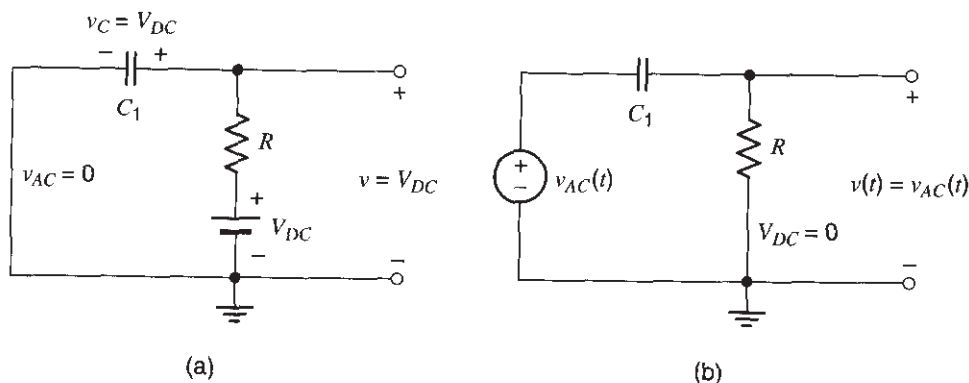 v_C = V_DC
− +
C_1
+
R
v_AC = 0
v = V_DC
+
V_DC
−
−
(a)
C_1
+
R
+
−
v_AC(t)
v(t) = v_AC(t)
V_DC = 0
−
(b)